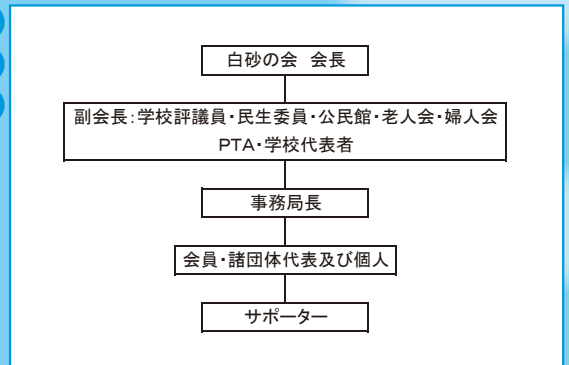 白砂の会 会長
副会長:学校評議員・民生委員・公民館・老人会・婦人会
PTA・学校代表者
事務局長
会員・諸団体代表及び個人
サポーター